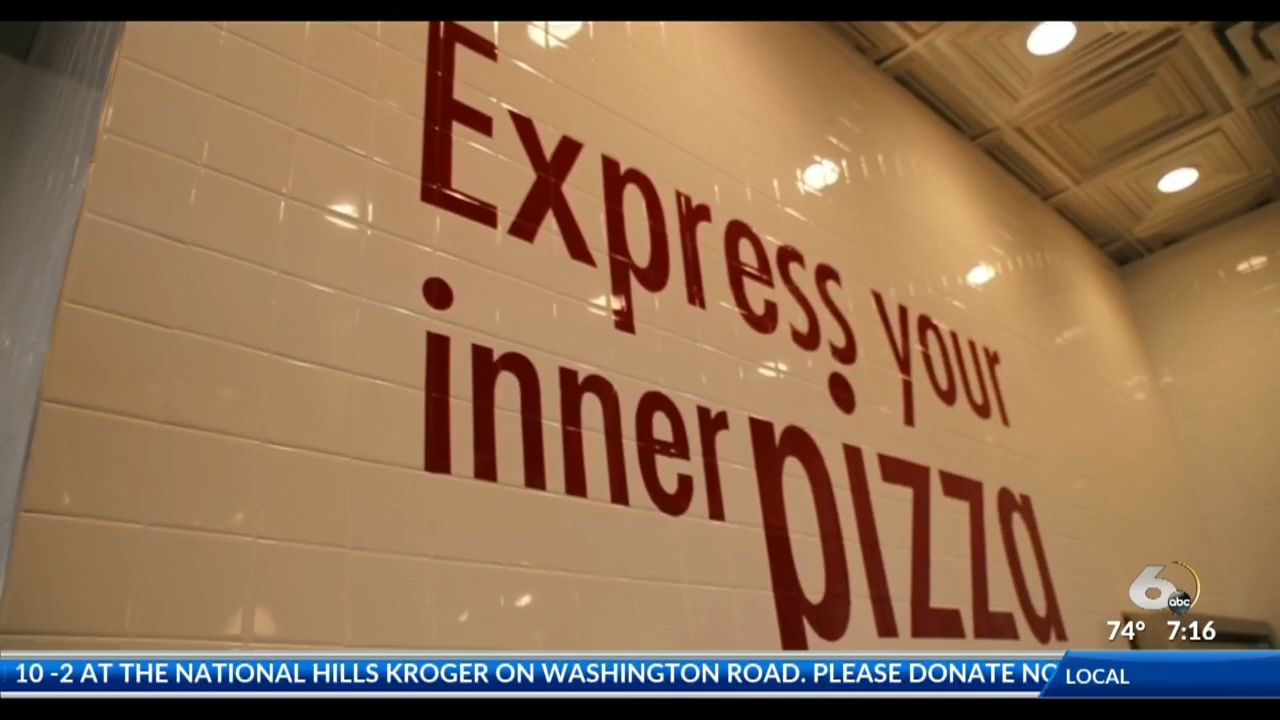 Express your
inner pizza
6
abc
74° 7:16
10 -2 AT THE NATIONAL HILLS KROGER ON WASHINGTON ROAD. PLEASE DONATE
LOCAL